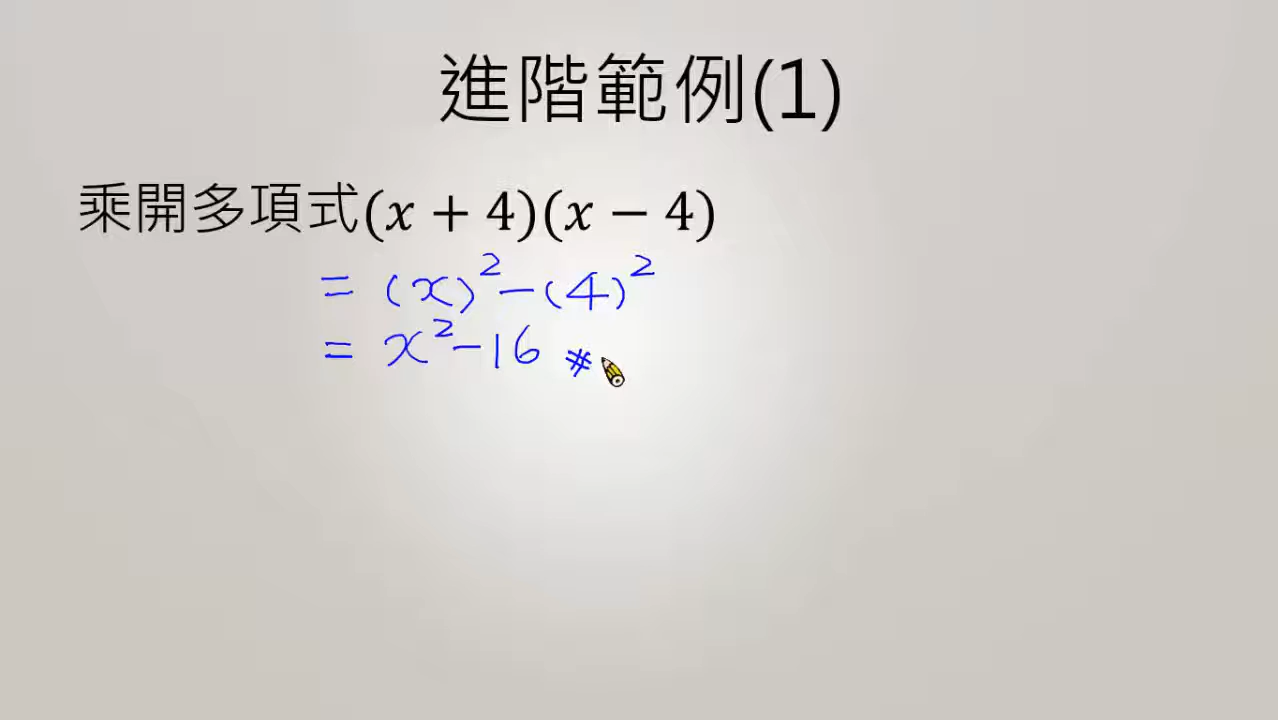 進階範例(1)
乘開多項式(x + 4)(x − 4)
= (x)² − (4)²
= x² − 16 #